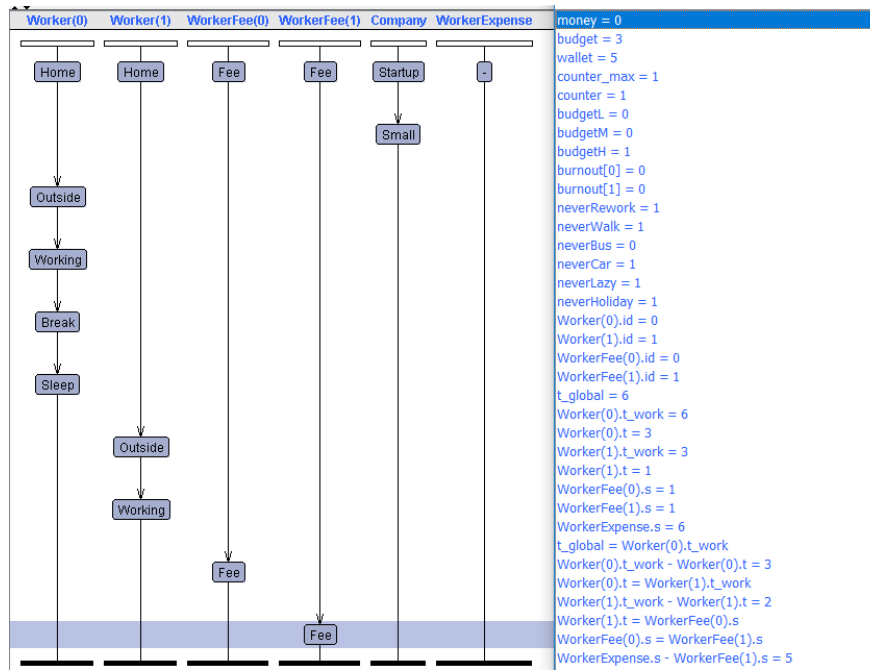 Worker(0) Worker(1) WorkerFee(0) WorkerFee(1) Company WorkerExpense
Home Home Fee Fee Startup -
Small
Outside
Working
Break
Sleep
Outside
Working
Fee
Fee
money = 0
budget = 3
wallet = 5
counter_max = 1
counter = 1
budgetL = 0
budgetM = 0
budgetH = 1
burnout[0] = 0
burnout[1] = 0
neverRework = 1
neverWalk = 1
neverBus = 0
neverCar = 1
neverLazy = 1
neverHoliday = 1
Worker(0).id = 0
Worker(1).id = 1
WorkerFee(0).id = 0
WorkerFee(1).id = 1
t_global = 6
Worker(0).t_work = 6
Worker(0).t = 3
Worker(1).t_work = 3
Worker(1).t = 1
WorkerFee(0).s = 1
WorkerFee(1).s = 1
WorkerExpense.s = 6
t_global = Worker(0).t_work
Worker(0).t_work - Worker(0).t = 3
Worker(0).t = Worker(1).t_work
Worker(1).t_work - Worker(1).t = 2
Worker(1).t = WorkerFee(0).s
WorkerFee(0).s = WorkerFee(1).s
WorkerExpense.s - WorkerFee(1).s = 5